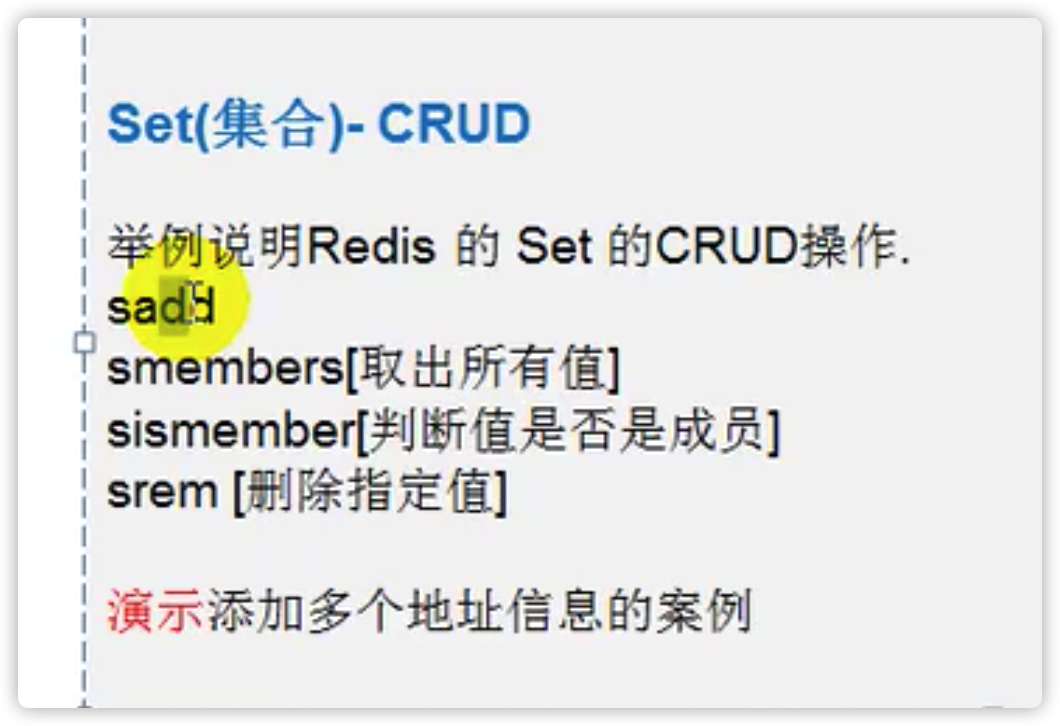 Set(集合)- CRUD
举例说明Redis 的 Set 的CRUD操作.
sadd
smembers[取出所有值]
sismember[判断值是否是成员]
srem [删除指定值]
演示添加多个地址信息的案例